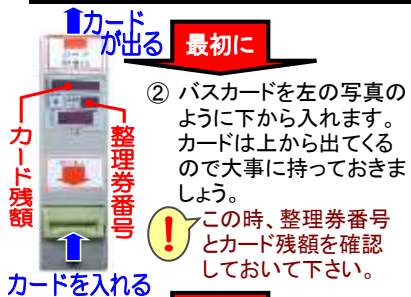 カード
が出る
最初に
② バスカードを左の写真の
ように下から入れます。
カードは上から出てくる
ので大事に持っておきま
しょう。
カード残額
整理券番号
!
この時、整理券番号
とカード残額を確認
しておいて下さい。
カードを入れる